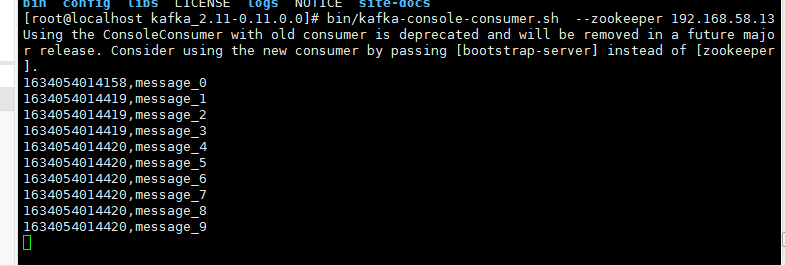 bin config libs LICENSE logs NOTICE site-docs
[root@localhost kafka_2.11-0.11.0.0]# bin/kafka-console-consumer.sh  --zookeeper 192.168.58.13
Using the ConsoleConsumer with old consumer is deprecated and will be removed in a future majo
r release. Consider using the new consumer by passing [bootstrap-server] instead of [zookeeper
].
1634054014158,message_0
1634054014419,message_1
1634054014419,message_2
1634054014419,message_3
1634054014420,message_4
1634054014420,message_5
1634054014420,message_6
1634054014420,message_7
1634054014420,message_8
1634054014420,message_9